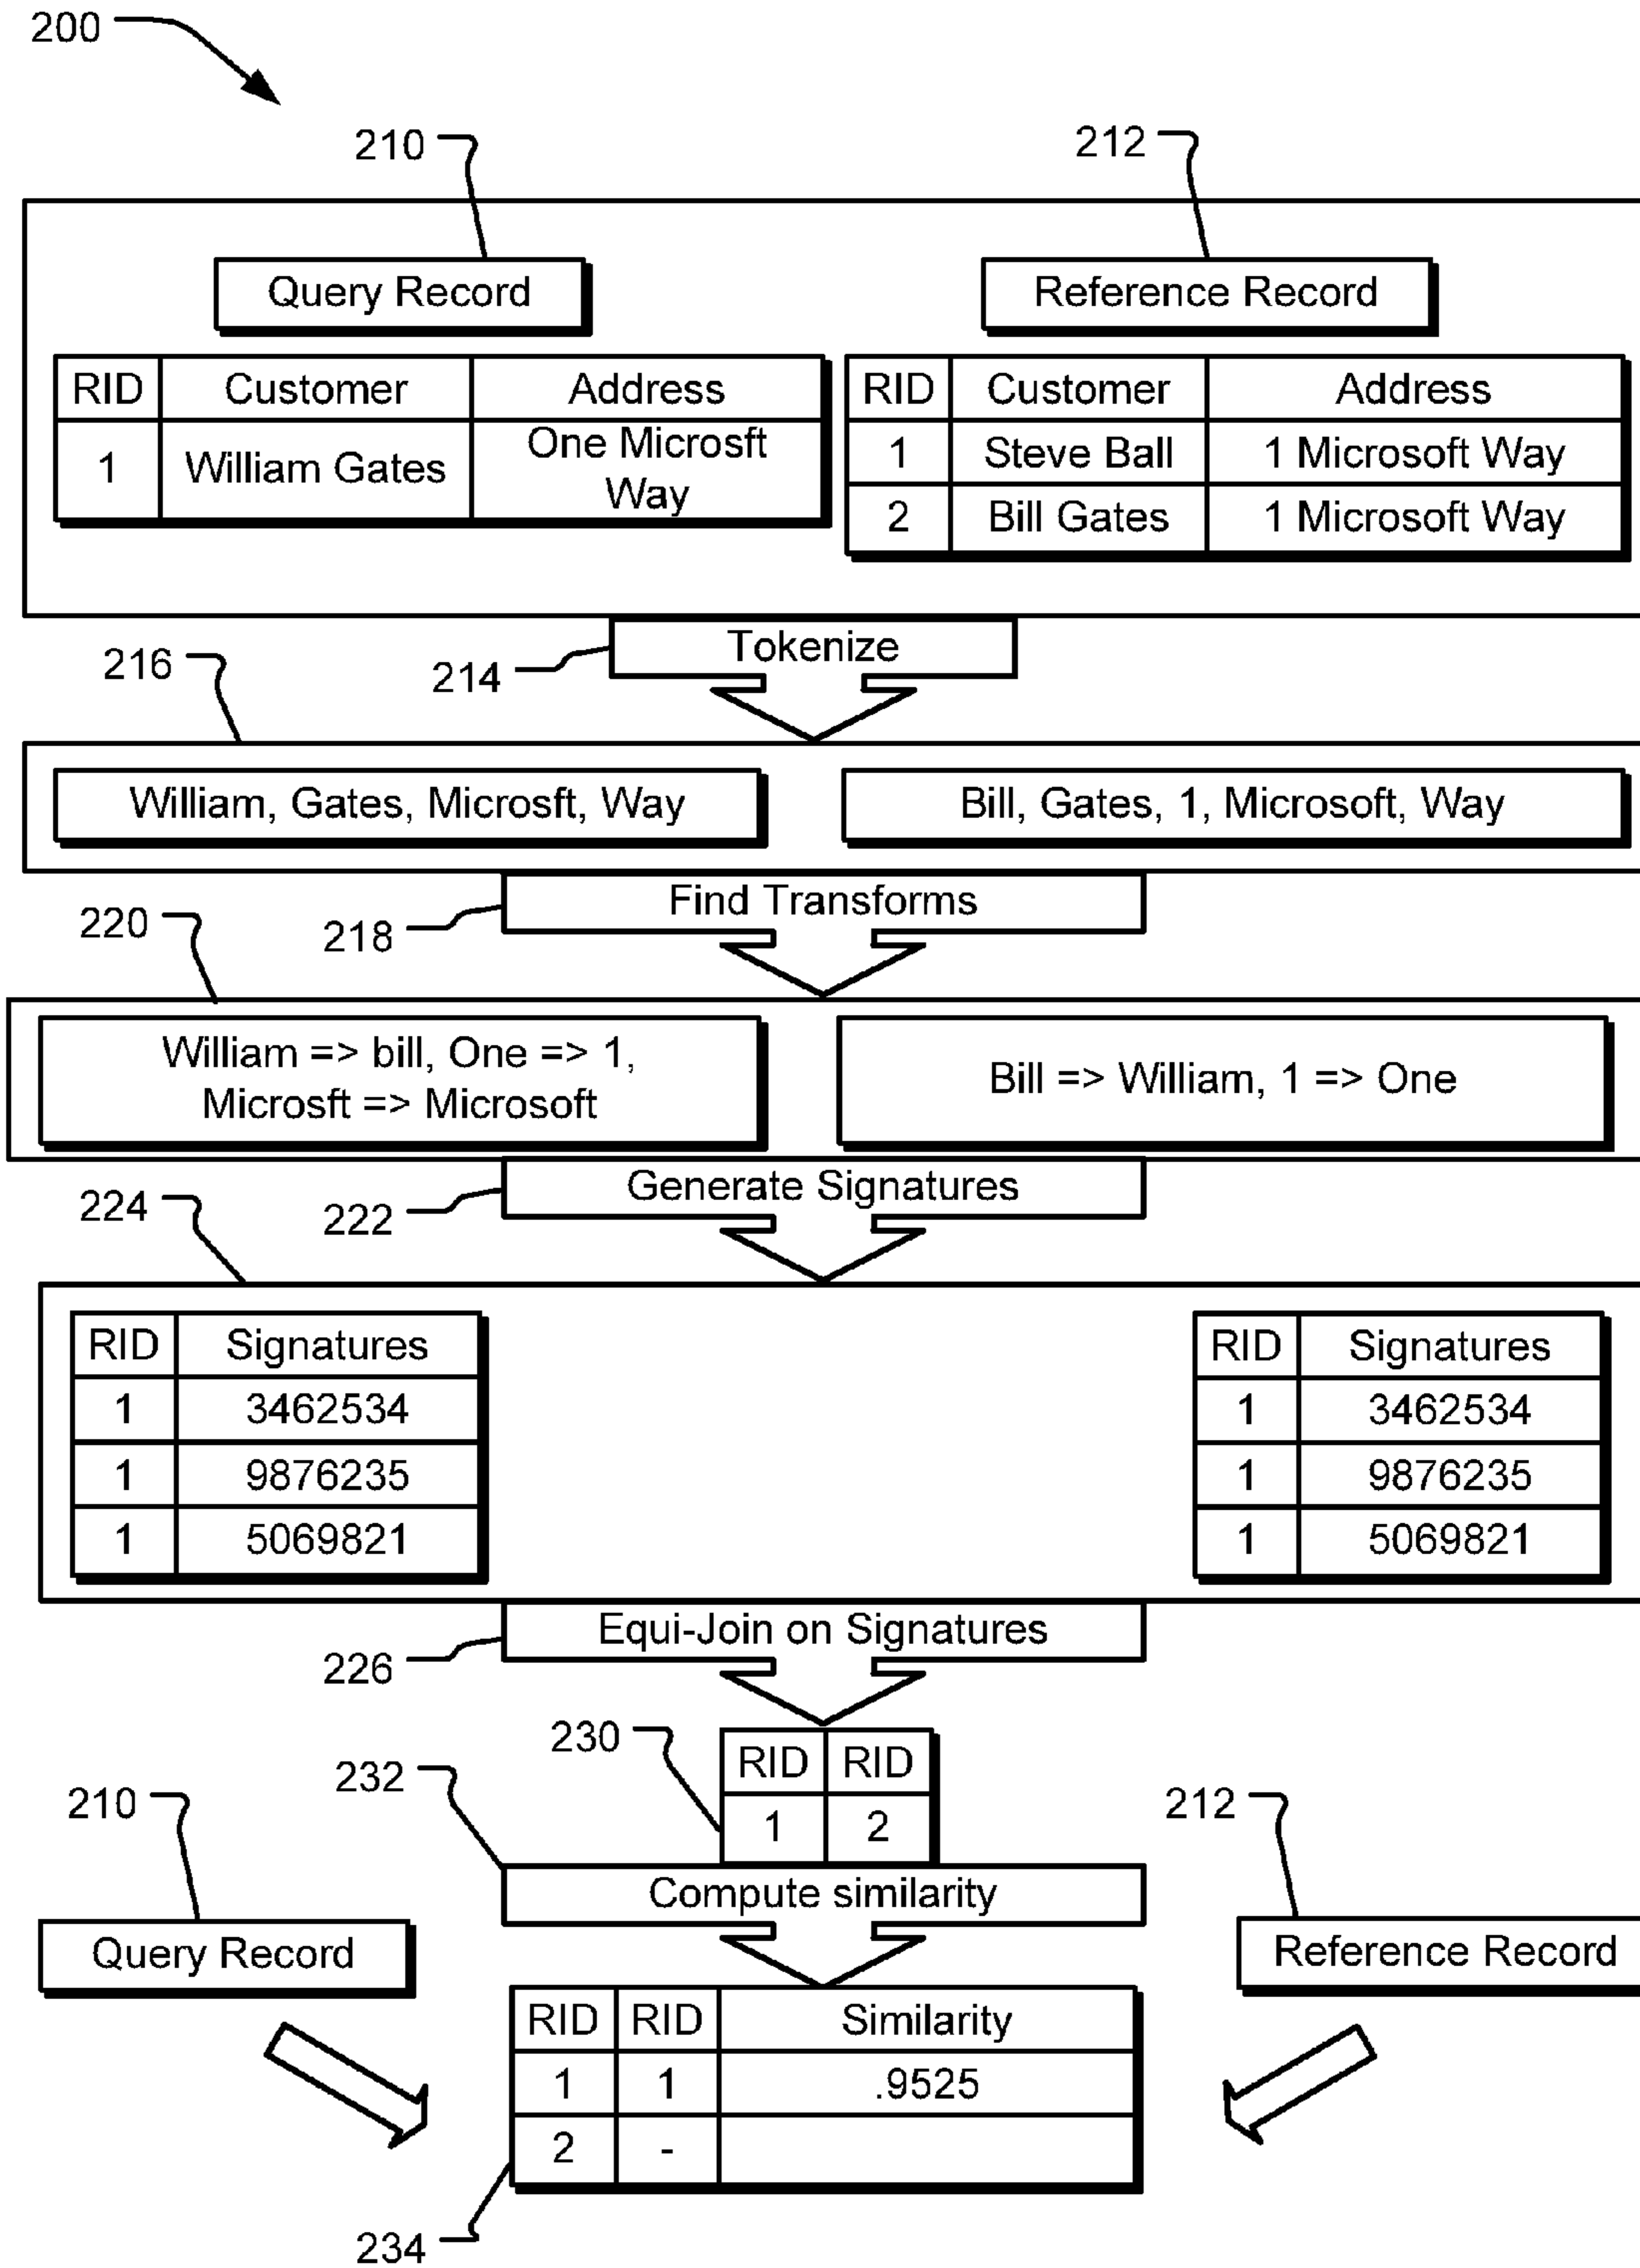 200
210
212
Query Record
Reference Record
RID Customer Address
1 William Gates One Microsft Way
RID Customer Address
1 Steve Ball 1 Microsoft Way
2 Bill Gates 1 Microsoft Way
Tokenize
214
216
William, Gates, Microsft, Way
Bill, Gates, 1, Microsoft, Way
Find Transforms
218
220
William => bill, One => 1,
Microsft => Microsoft
Bill => William, 1 => One
Generate Signatures
222
224
RID Signatures
1 3462534
1 9876235
1 5069821
RID Signatures
1 3462534
1 9876235
1 5069821
Equi-Join on Signatures
226
230
RID RID
1 2
232
Compute similarity
210
Query Record
212
Reference Record
RID RID Similarity
1 1 .9525
2 -
234